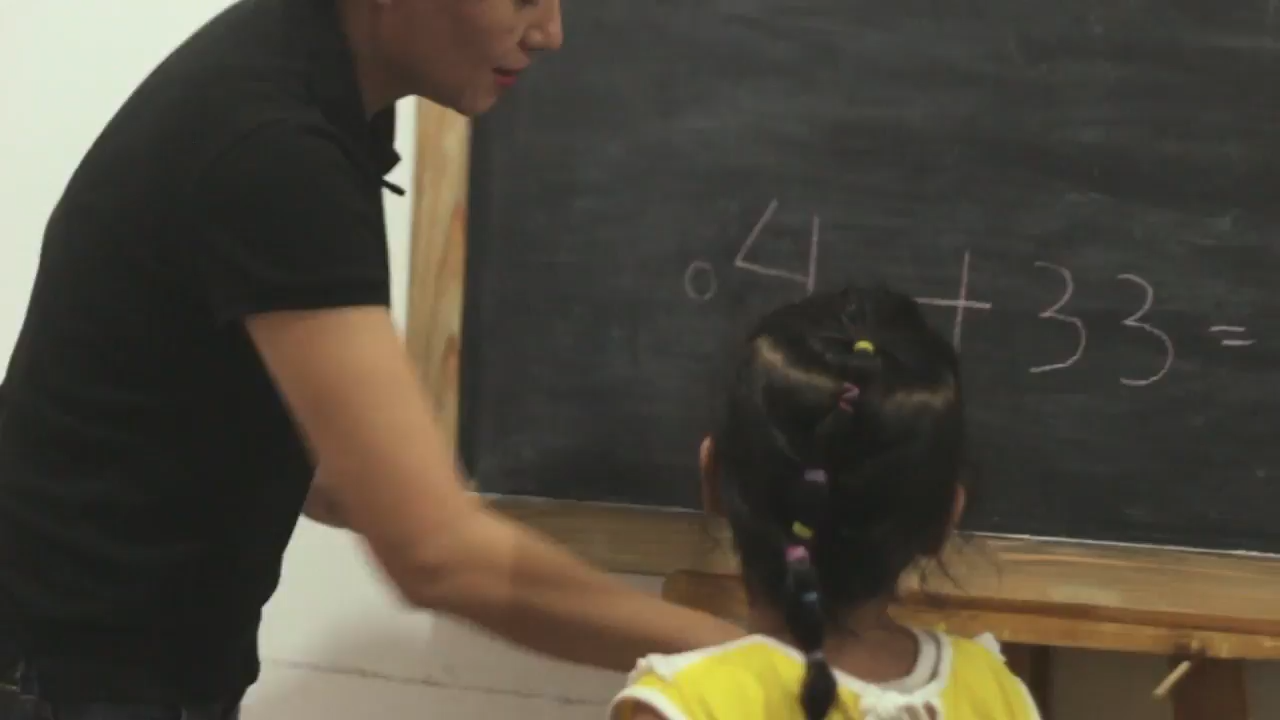 o 4 + 33 =